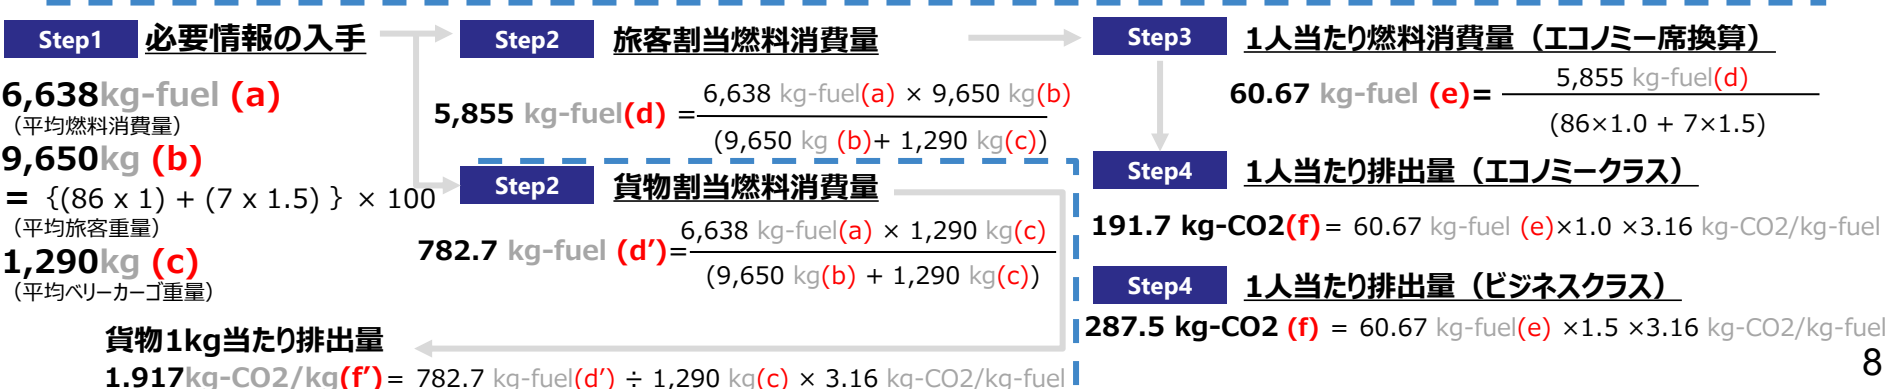 Step1 必要情報の入手
6,638kg-fuel (a)
（平均燃料消費量）
9,650kg (b)
= {(86 x 1) + (7 x 1.5) } × 100
（平均旅客重量）
1,290kg (c)
（平均ベリーカーゴ重量）
Step2 旅客割当燃料消費量
6,638 kg-fuel(a) × 9,650 kg(b)
5,855 kg-fuel(d) =
(9,650 kg (b)+ 1,290 kg(c))
Step2 貨物割当燃料消費量
6,638 kg-fuel(a) × 1,290 kg(c)
782.7 kg-fuel (d’)=
(9,650 kg(b) + 1,290 kg(c))
貨物1kg当たり排出量
1.917kg-CO2/kg(f’)= 782.7 kg-fuel(d’) ÷ 1,290 kg(c) × 3.16 kg-CO2/kg-fuel
Step3 1人当たり燃料消費量（エコノミー席換算）
5,855 kg-fuel(d)
60.67 kg-fuel (e)=
(86×1.0 + 7×1.5)
Step4 1人当たり排出量（エコノミークラス）
191.7 kg-CO2(f)= 60.67 kg-fuel (e)×1.0 ×3.16 kg-CO2/kg-fuel
Step4 1人当たり排出量（ビジネスクラス）
287.5 kg-CO2 (f) = 60.67 kg-fuel(e) ×1.5 ×3.16 kg-CO2/kg-fuel
8